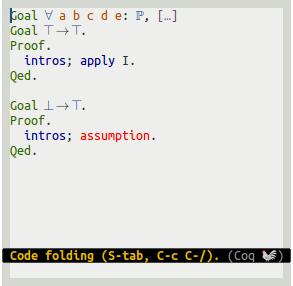 Goal ∀ a b c d e: ℙ, […]
Goal ⊤→⊤.
Proof.
  intros; apply I.
Qed.

Goal ⊥→⊤.
Proof.
  intros; assumption.
Qed.
Code folding (S-tab, C-c C-/). (Coq 🐓)